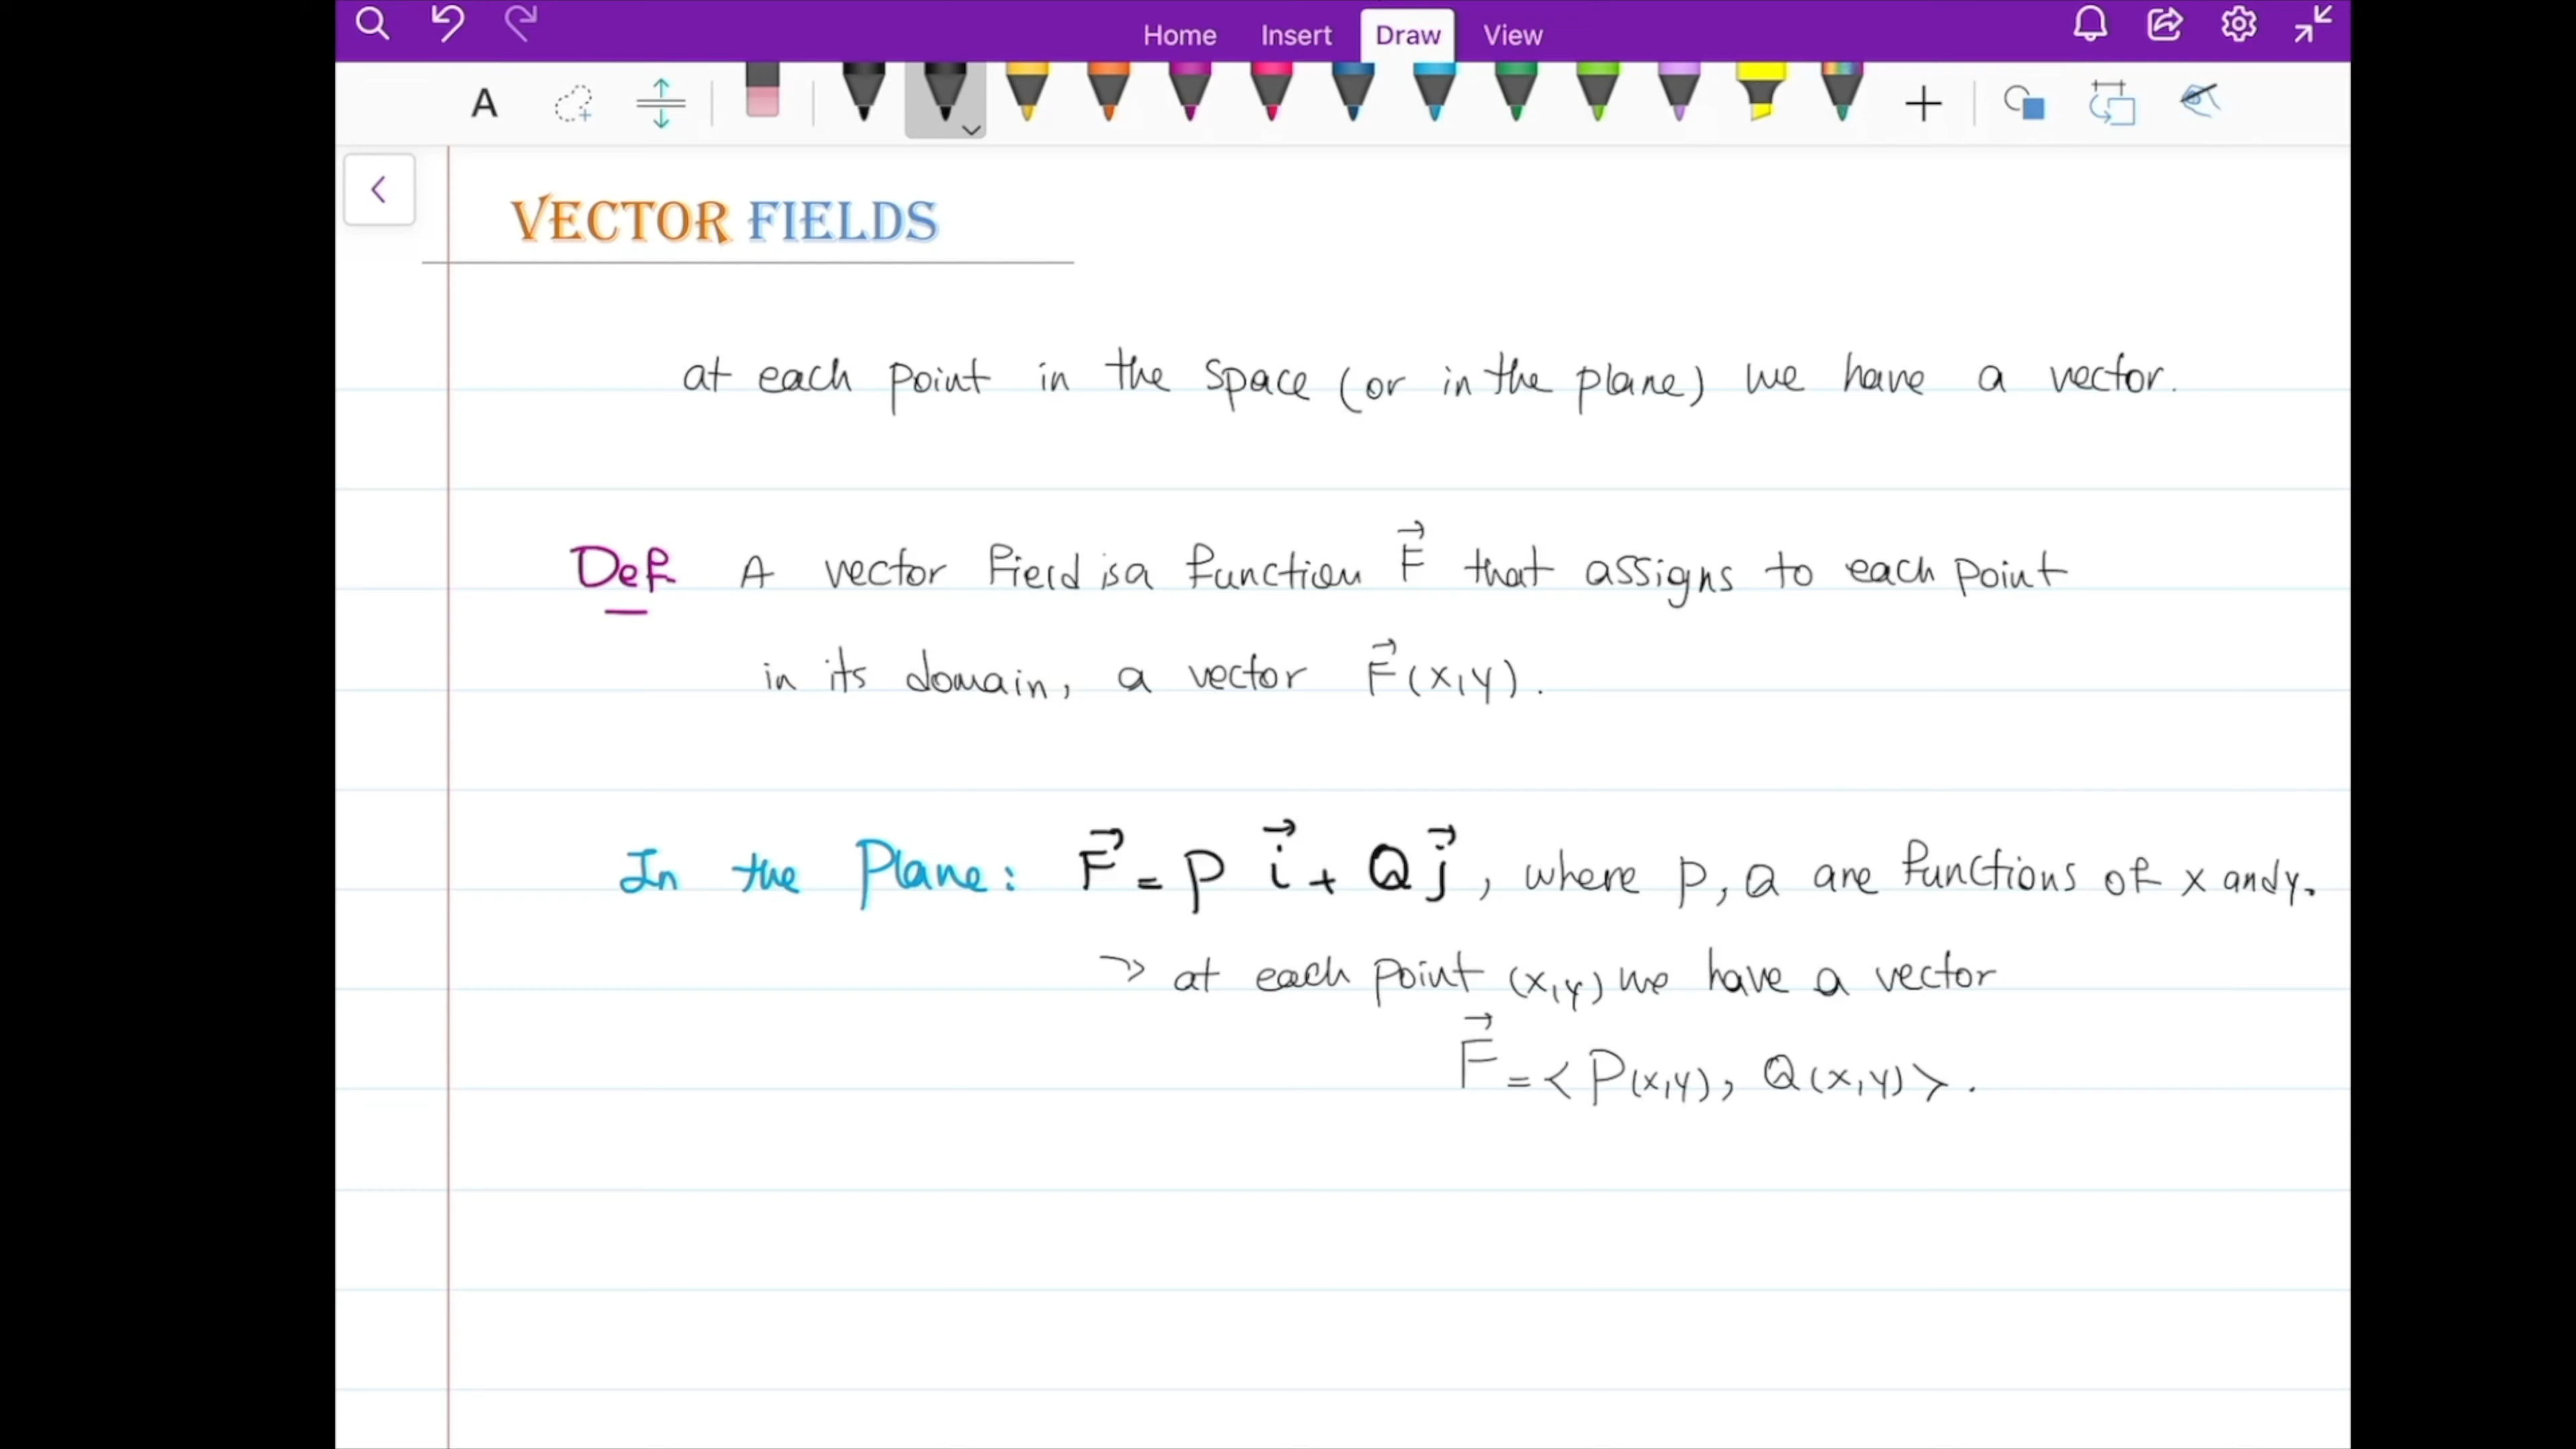 Home Insert Draw View
A
VECTOR FIELDS
at each point in the space (or in the plane) we have a vector.
Def A vector field is a function F⃗ that assigns to each point
in its domain, a vector F⃗(x,y).
In the Plane: F⃗ = P i⃗ + Q j⃗, where P, Q are functions of x and y.
→> at each point (x,y) we have a vector
F⃗ = <P(x,y), Q(x,y)>.